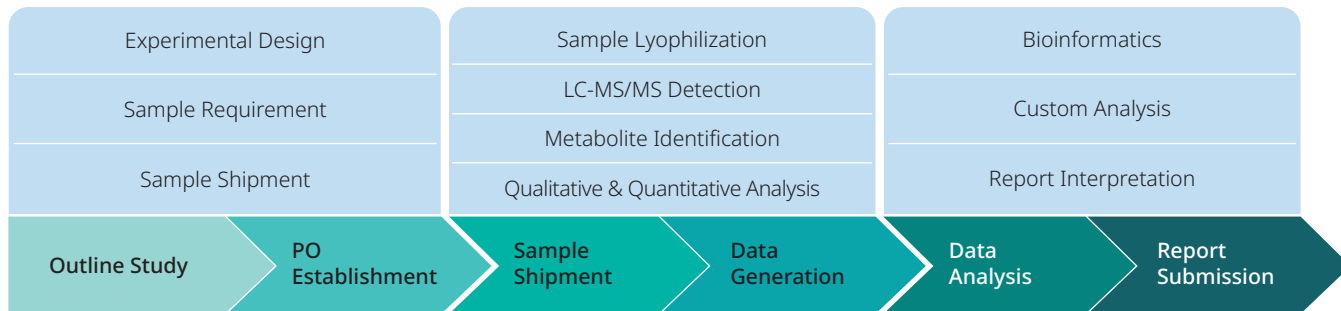 Experimental Design
Sample Requirement
Sample Shipment
Sample Lyophilization
LC-MS/MS Detection
Metabolite Identification
Qualitative & Quantitative Analysis
Bioinformatics
Custom Analysis
Report Interpretation
Outline Study
PO
Establishment
Sample
Shipment
Data
Generation
Data
Analysis
Report
Submission